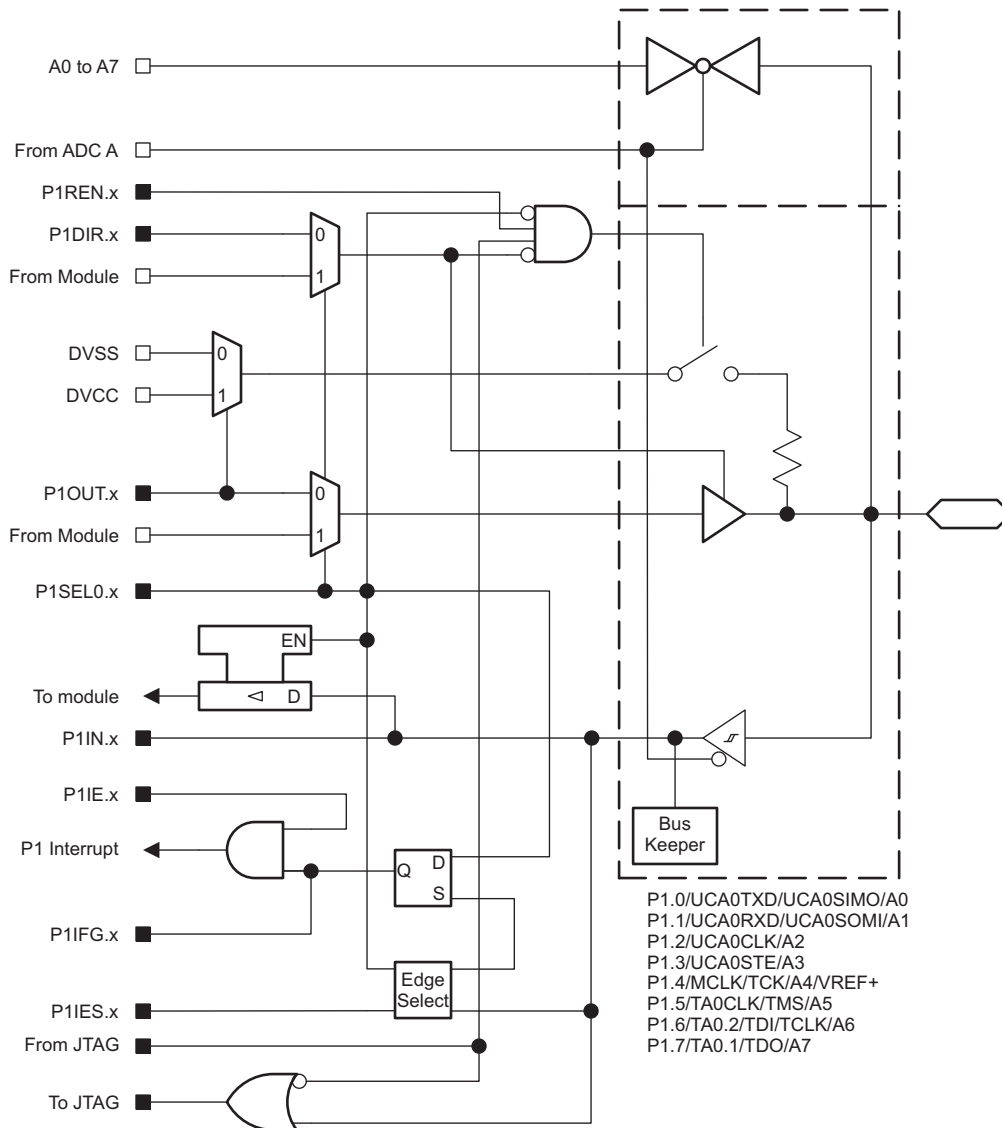 A0 to A7
From ADC A
P1REN.x
P1DIR.x
0
From Module
1
DVSS
0
DVCC
1
P1OUT.x
0
From Module
1
P1SEL0.x
EN
To module
D
P1IN.x
P1IE.x
Bus
Keeper
P1 Interrupt
Q
D
S
P1IFG.x
Edge
Select
P1IES.x
From JTAG
To JTAG
P1.0/UCA0TXD/UCA0SIMO/A0
P1.1/UCA0RXD/UCA0SOMI/A1
P1.2/UCA0CLK/A2
P1.3/UCA0STE/A3
P1.4/MCLK/TCK/A4/VREF+
P1.5/TA0CLK/TMS/A5
P1.6/TA0.2/TDI/TCLK/A6
P1.7/TA0.1/TDO/A7